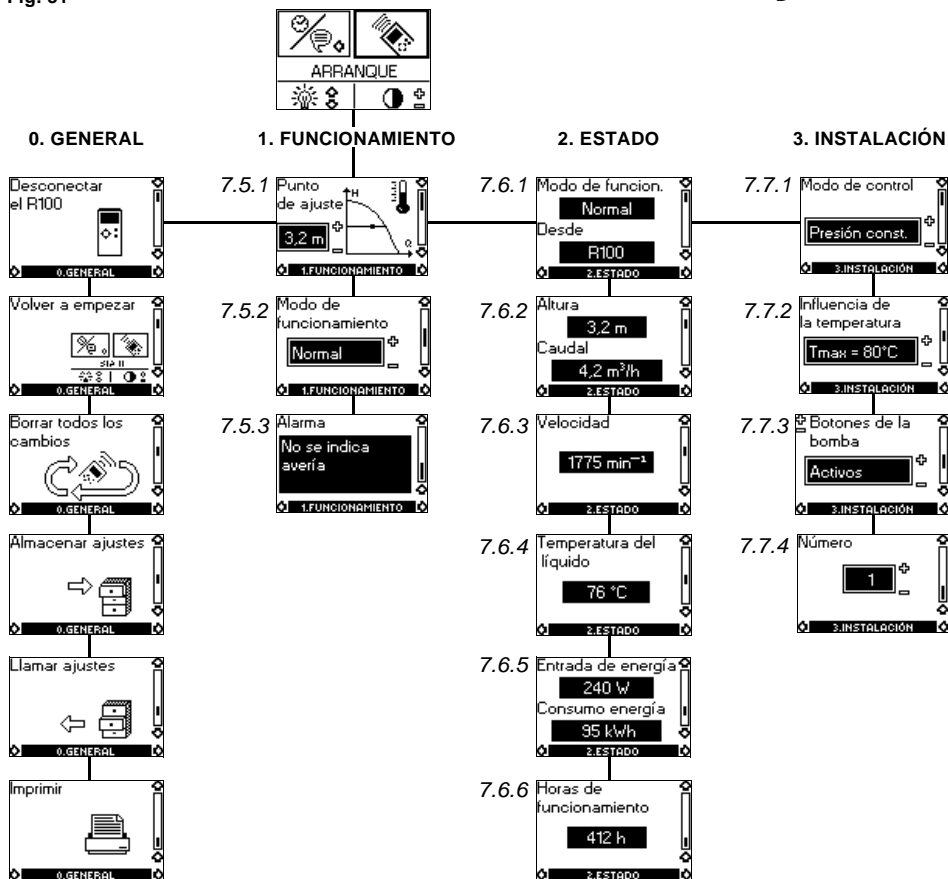 Fig. 31
ARRANQUE
0. GENERAL
1. FUNCIONAMIENTO
2. ESTADO
3. INSTALACIÓN
Desconectar
el R100
0.GENERAL
Volver a empezar
0.GENERAL
Borrar todos los
cambios
0.GENERAL
Almacenar ajustes
0.GENERAL
Llamar ajustes
0.GENERAL
Imprimir
0.GENERAL
7.5.1
Punto
de ajuste
H
3,2 m
+
−
Q
1.FUNCIONAMIENTO
7.5.2
Modo de
funcionamiento
Normal
+
−
1.FUNCIONAMIENTO
7.5.3
Alarma
No se indica
avería
1.FUNCIONAMIENTO
7.6.1
Modo de funcion.
Normal
Desde
R100
2.ESTADO
7.6.2
Altura
3,2 m
Caudal
4,2 m³/h
2.ESTADO
7.6.3
Velocidad
1775 min⁻¹
2.ESTADO
7.6.4
Temperatura del
líquido
76 °C
2.ESTADO
7.6.5
Entrada de energía
240 W
Consumo energía
95 kWh
2.ESTADO
7.6.6
Horas de
funcionamiento
412 h
2.ESTADO
7.7.1
Modo de control
Presión const.
+
−
3.INSTALACIÓN
7.7.2
Influencia de
la temperatura
Tmax = 80°C
+
−
3.INSTALACIÓN
7.7.3
Botones de la
bomba
Activos
+
−
3.INSTALACIÓN
7.7.4
Número
1
+
−
3.INSTALACIÓN